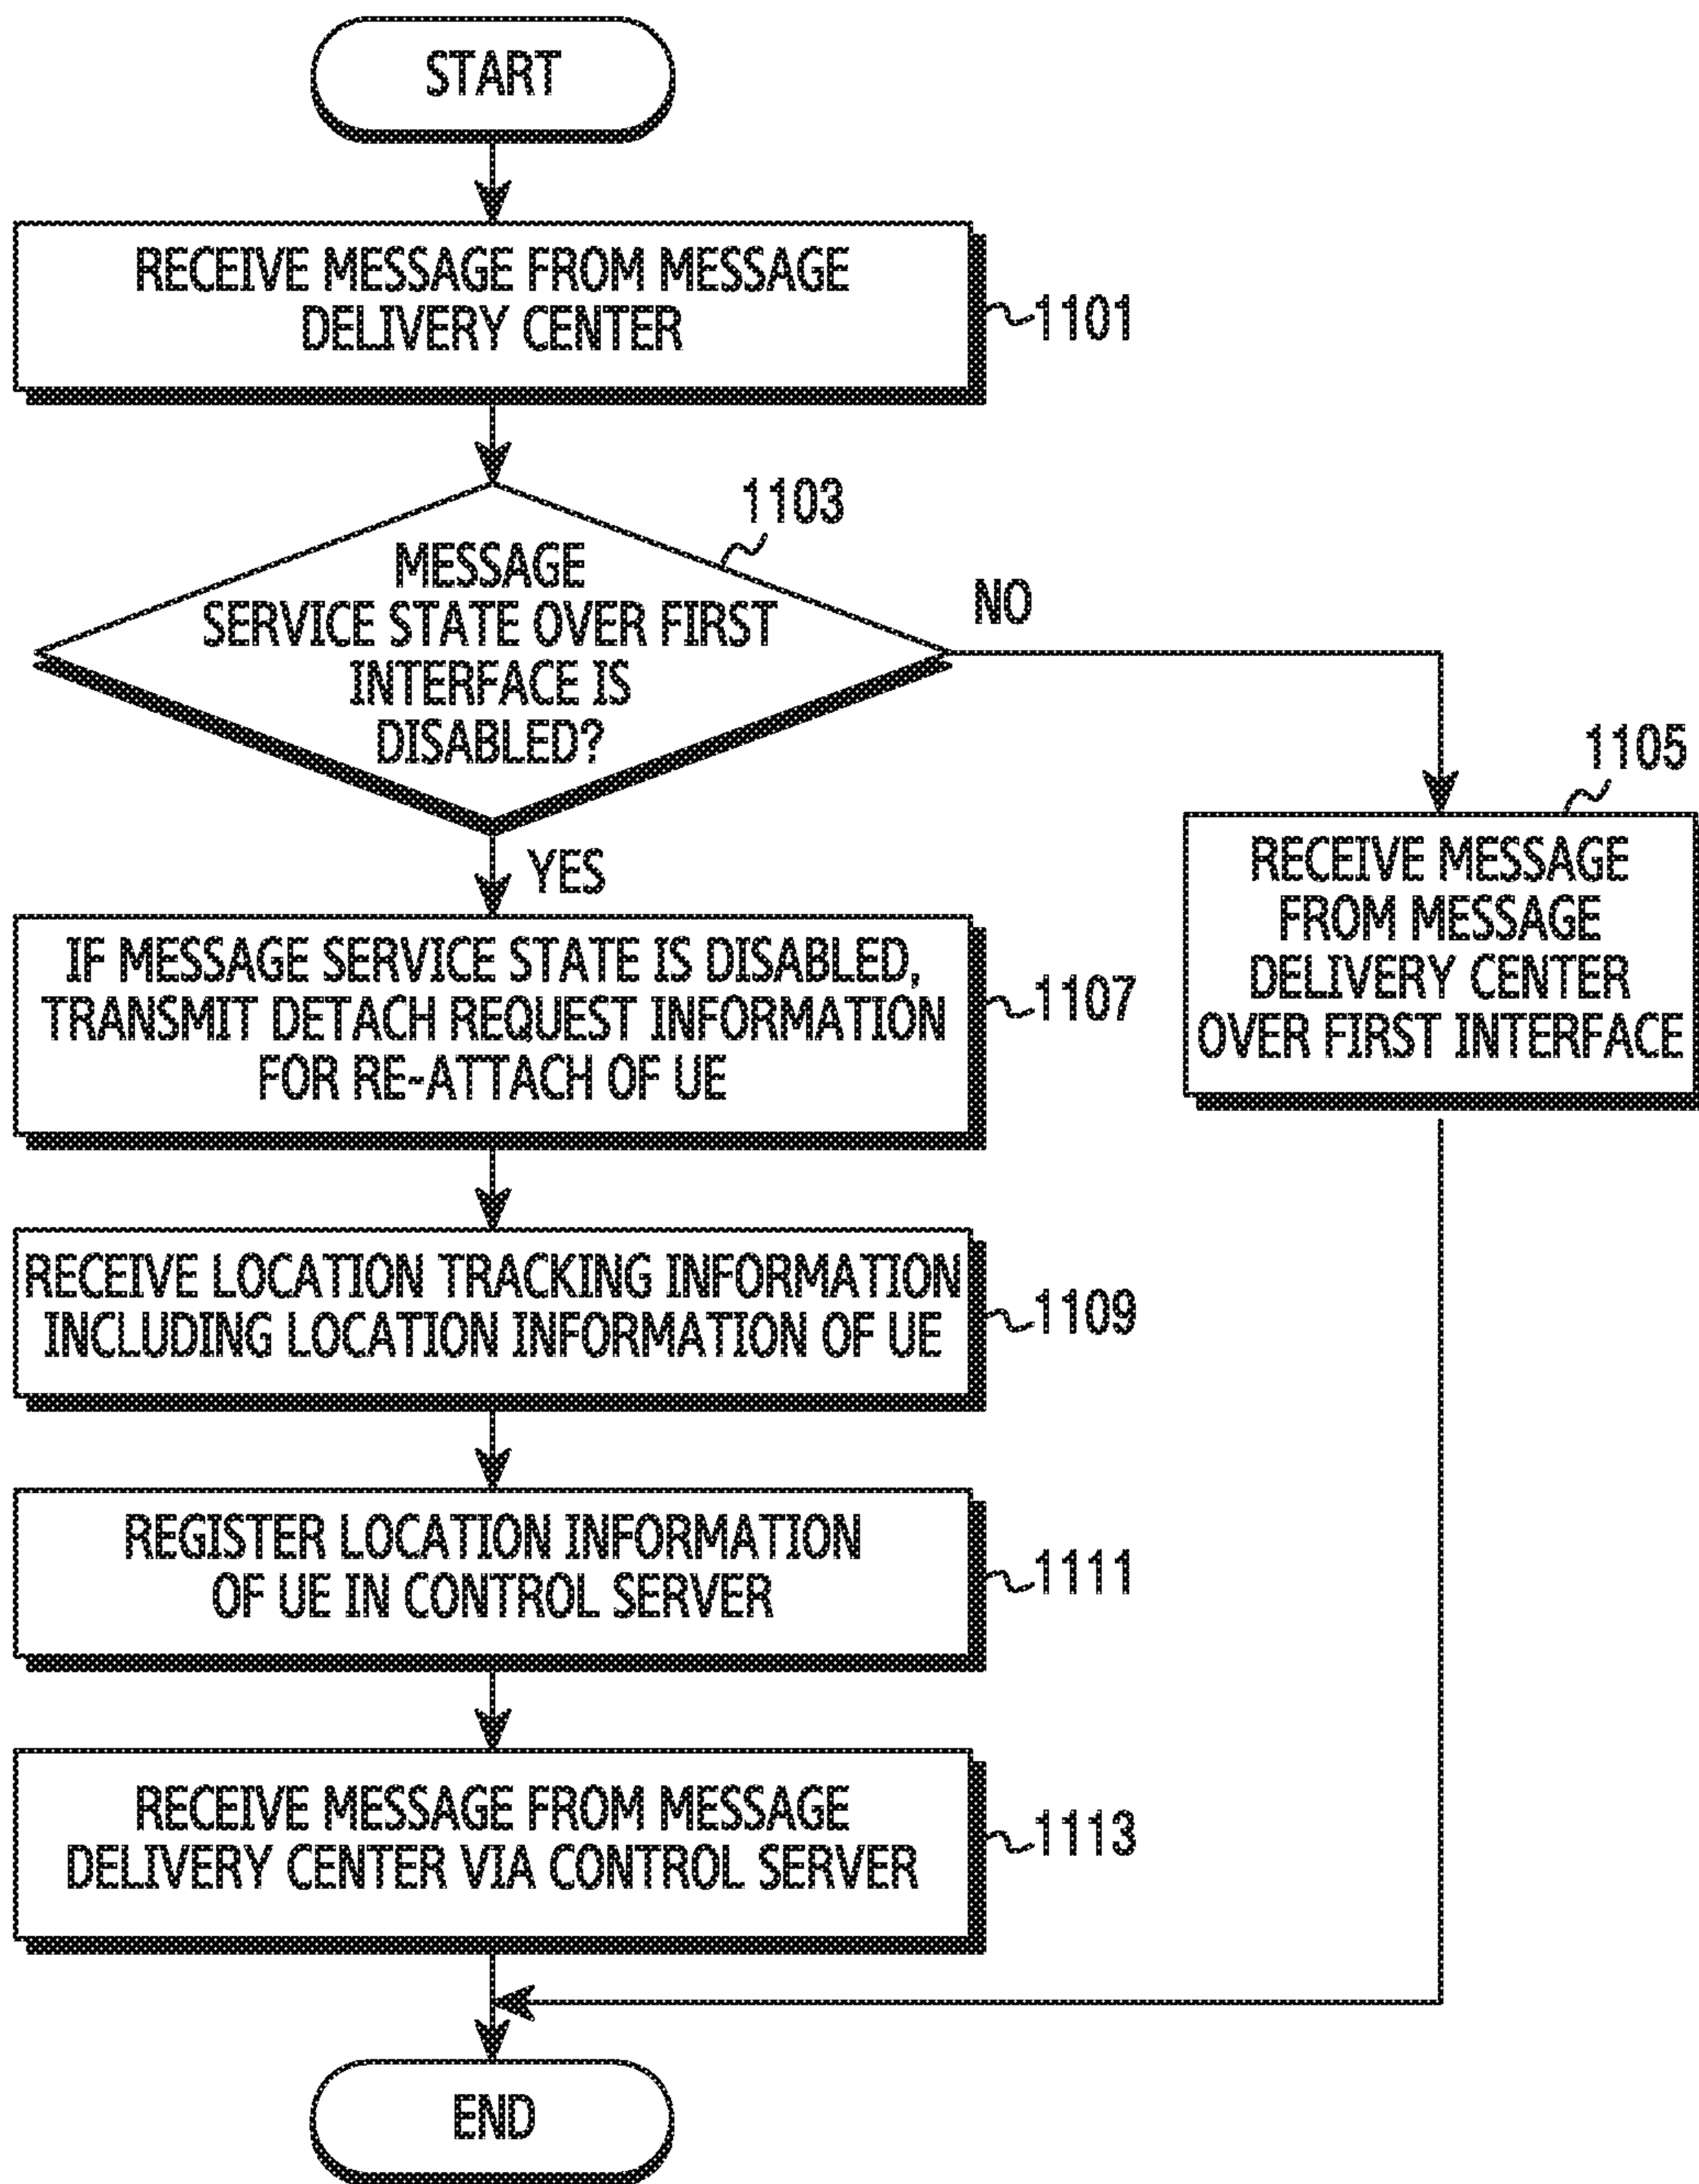 START
RECEIVE MESSAGE FROM MESSAGE
DELIVERY CENTER
1101
1103
MESSAGE
SERVICE STATE OVER FIRST
INTERFACE IS
DISABLED?
NO
YES
1105
RECEIVE MESSAGE
FROM MESSAGE
DELIVERY CENTER
OVER FIRST INTERFACE
IF MESSAGE SERVICE STATE IS DISABLED,
TRANSMIT DETACH REQUEST INFORMATION
FOR RE-ATTACH OF UE
1107
RECEIVE LOCATION TRACKING INFORMATION
INCLUDING LOCATION INFORMATION OF UE
1109
REGISTER LOCATION INFORMATION
OF UE IN CONTROL SERVER
1111
RECEIVE MESSAGE FROM MESSAGE
DELIVERY CENTER VIA CONTROL SERVER
1113
END